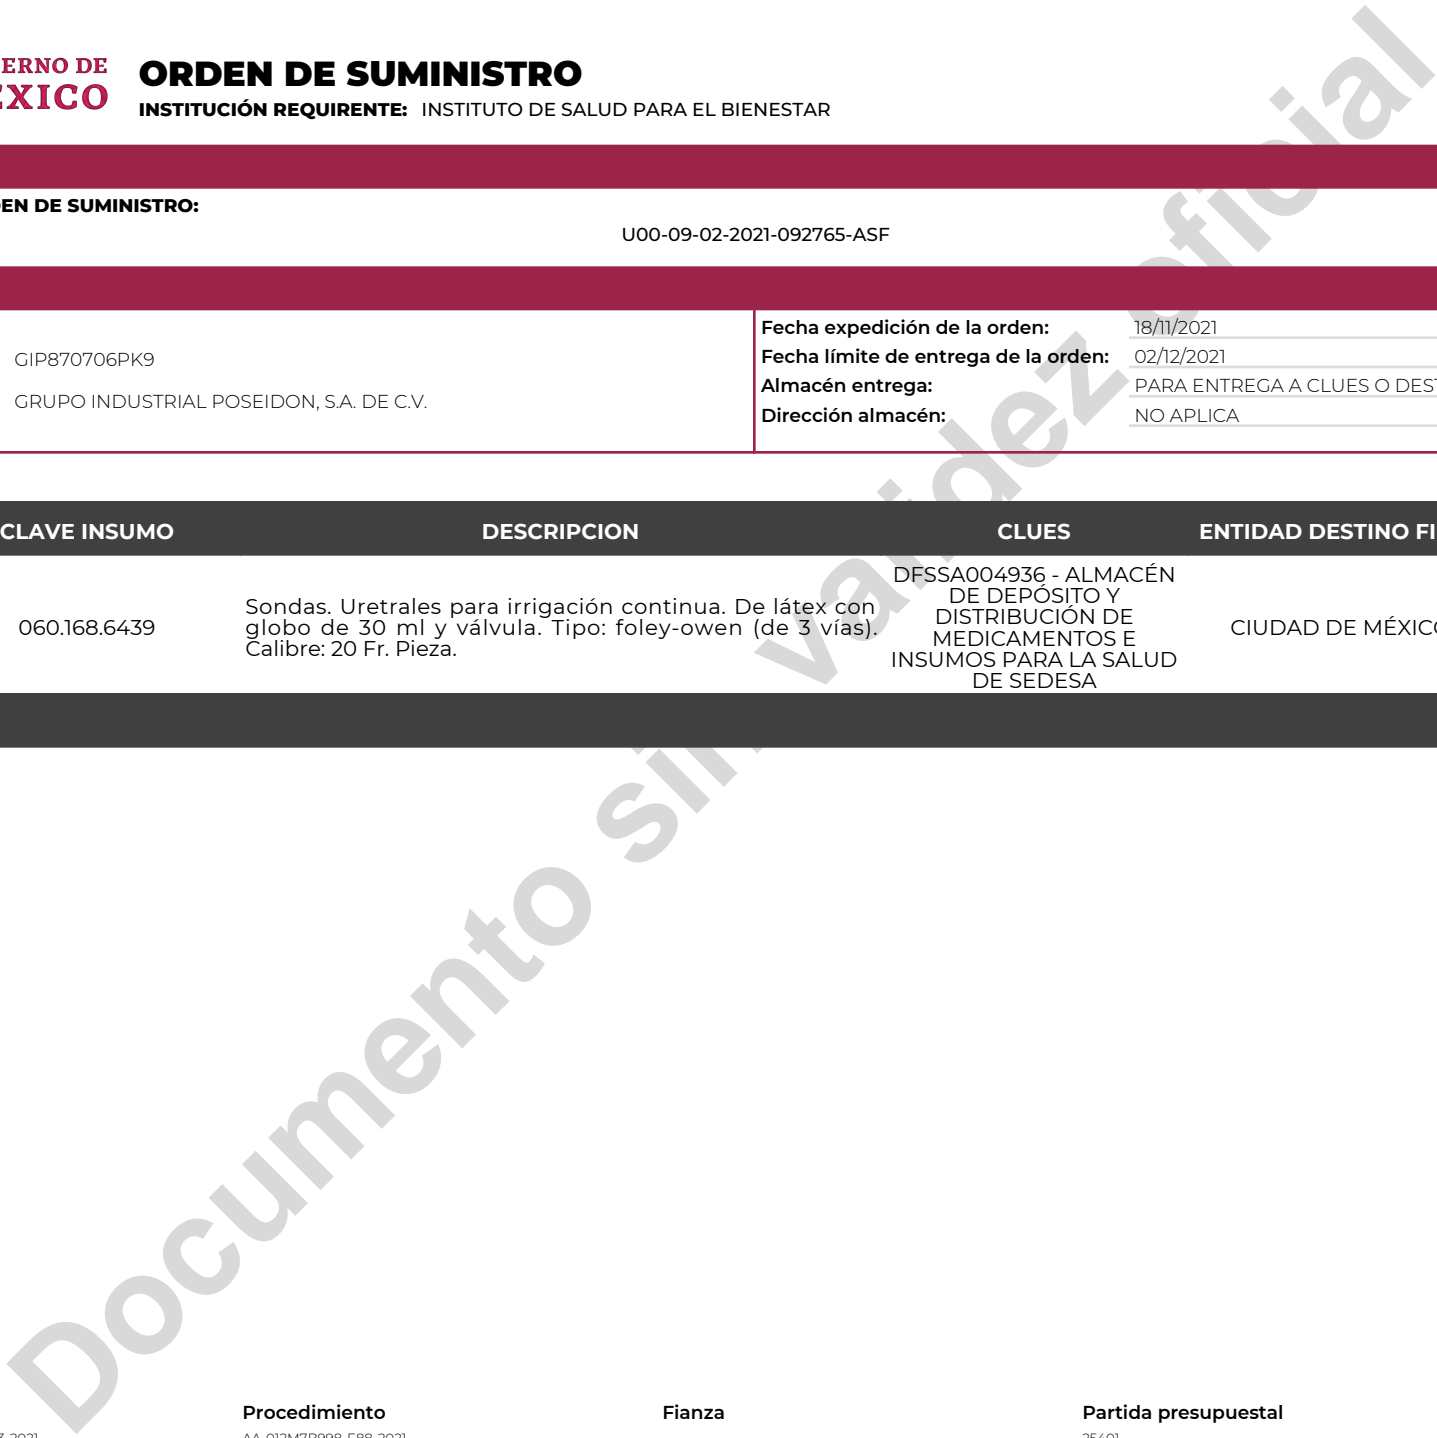 ERNO DE
ÉXICO
ORDEN DE SUMINISTRO
INSTITUCIÓN REQUIRENTE: INSTITUTO DE SALUD PARA EL BIENESTAR
EN DE SUMINISTRO:
U00-09-02-2021-092765-ASF
GIP870706PK9
GRUPO INDUSTRIAL POSEIDON, S.A. DE C.V.
Fecha expedición de la orden: 18/11/2021
Fecha límite de entrega de la orden: 02/12/2021
Almacén entrega: PARA ENTREGA A CLUES O DEST
Dirección almacén: NO APLICA
CLAVE INSUMO DESCRIPCION CLUES ENTIDAD DESTINO FI
060.168.6439
Sondas. Uretrales para irrigación continua. De látex con
globo de 30 ml y válvula. Tipo: foley-owen (de 3 vías).
Calibre: 20 Fr. Pieza.
DFSSA004936 - ALMACÉN
DE DEPÓSITO Y
DISTRIBUCIÓN DE
MEDICAMENTOS E
INSUMOS PARA LA SALUD
DE SEDESA
CIUDAD DE MÉXICO
Documento sin validez oficial
Procedimiento Fianza Partida presupuestal